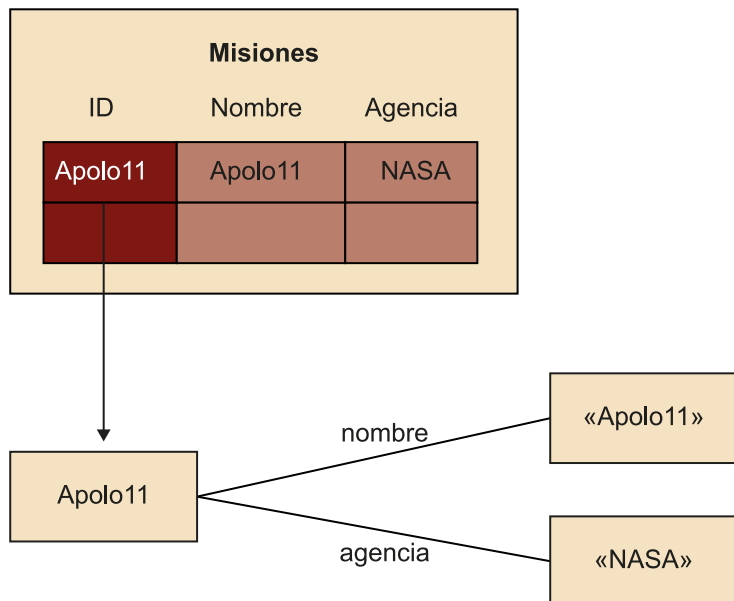 Misiones
ID Nombre Agencia
Apolo11 Apolo11 NASA
nombre
«Apolo11»
Apolo11
agencia
«NASA»